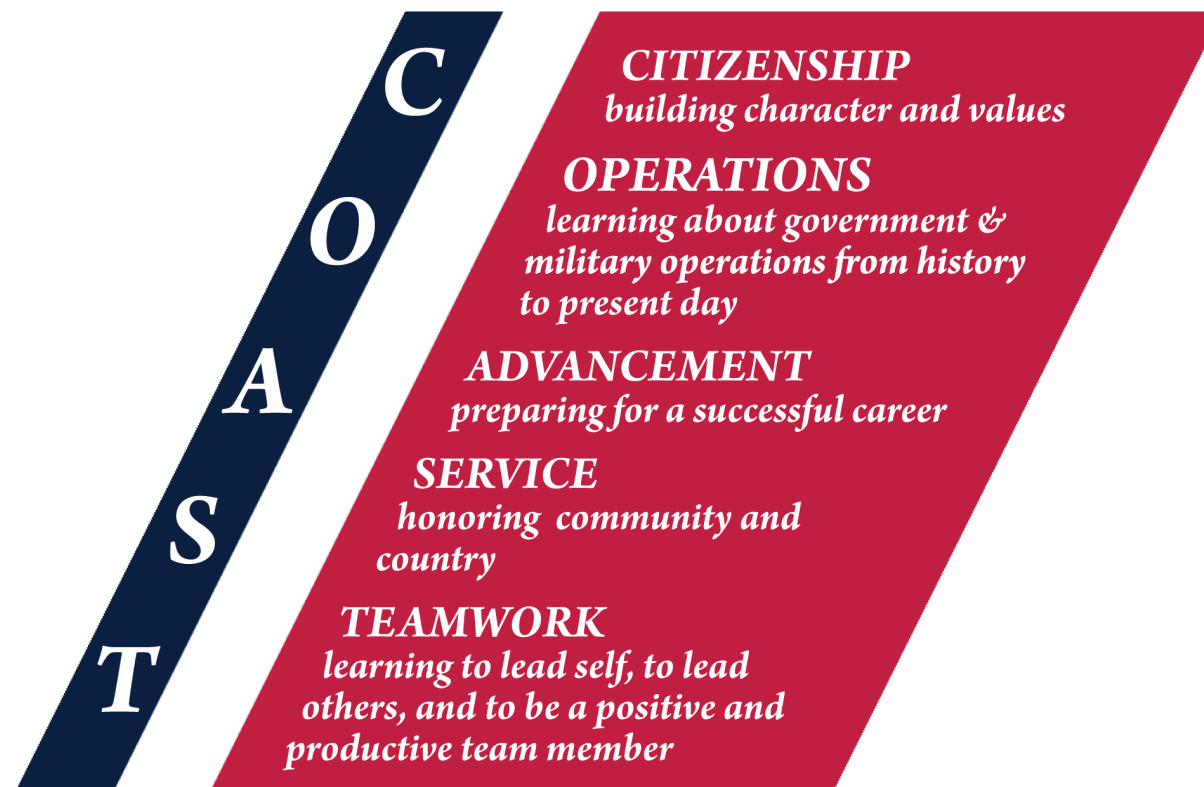 C
O
A
S
T
CITIZENSHIP
building character and values
OPERATIONS
learning about government &
military operations from history
to present day
ADVANCEMENT
preparing for a successful career
SERVICE
honoring  community and
country
TEAMWORK
learning to lead self, to lead
others, and to be a positive and
productive team member